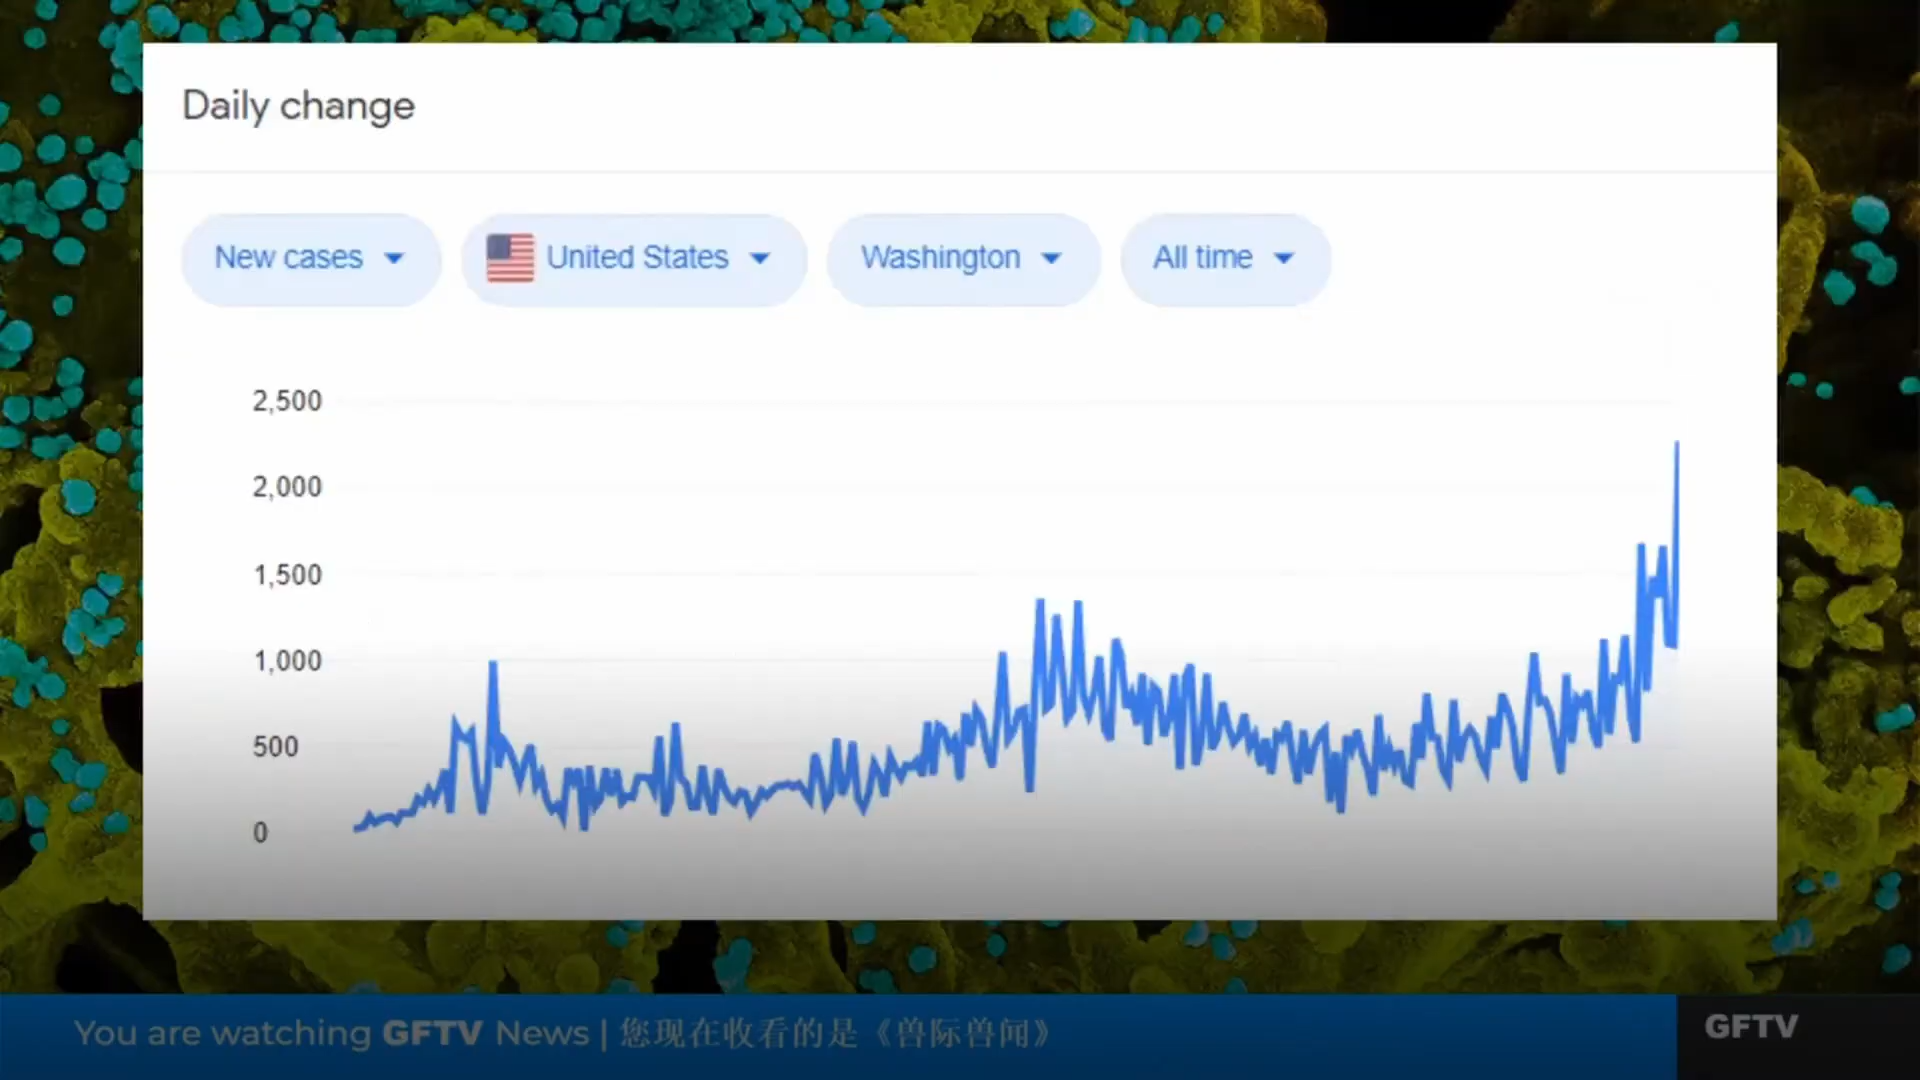 Daily change
New cases
United States
Washington
All time
2,500
2,000
1,500
1,000
500
0
You are watching GFTV News | 您现在收看的是《兽际兽闻》
GFTV